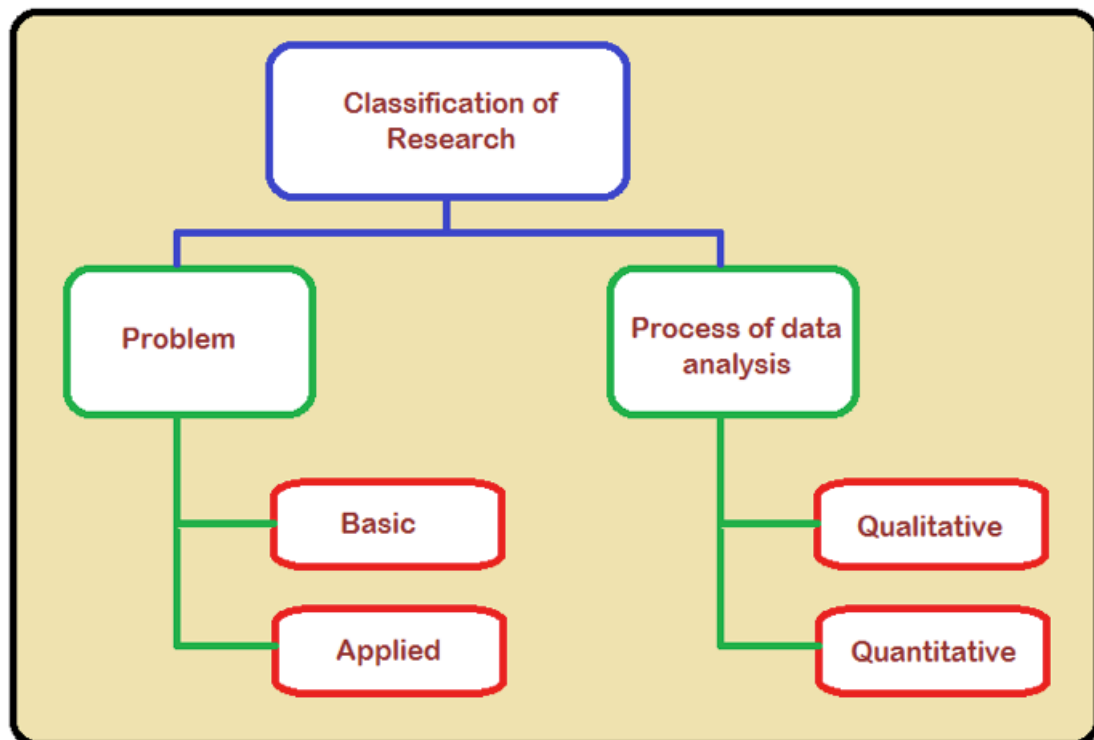 Classification of
Research
Problem
Process of data
analysis
Basic
Applied
Qualitative
Quantitative